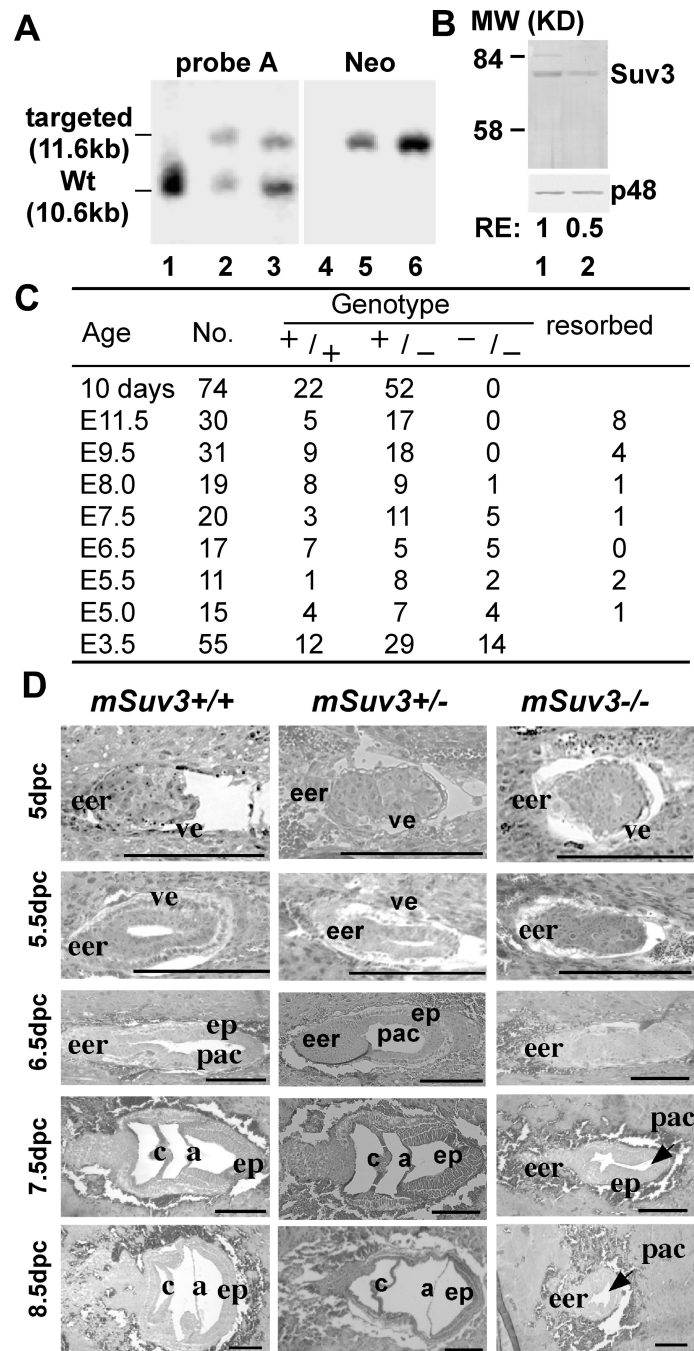 A
probe A Neo
targeted
(11.6kb)
Wt
(10.6kb)
1 2 3 4 5 6
B MW (KD)
84
Suv3
58
p48
RE: 1 0.5
1 2
C
Genotype
Age No. +/+ +/− −/− resorbed
10 days 74 22 52 0
E11.5 30 5 17 0 8
E9.5 31 9 18 0 4
E8.0 19 8 9 1 1
E7.5 20 3 11 5 1
E6.5 17 7 5 5 0
E5.5 11 1 8 2 2
E5.0 15 4 7 4 1
E3.5 55 12 29 14
D
mSuv3+/+ mSuv3+/- mSuv3-/-
5dpc
eer ve eer ve eer ve
5.5dpc
eer ve eer ve eer
6.5dpc
eer ep pac eer ep pac eer
7.5dpc
c a ep c a ep eer ep pac
8.5dpc
c a ep c a ep eer pac